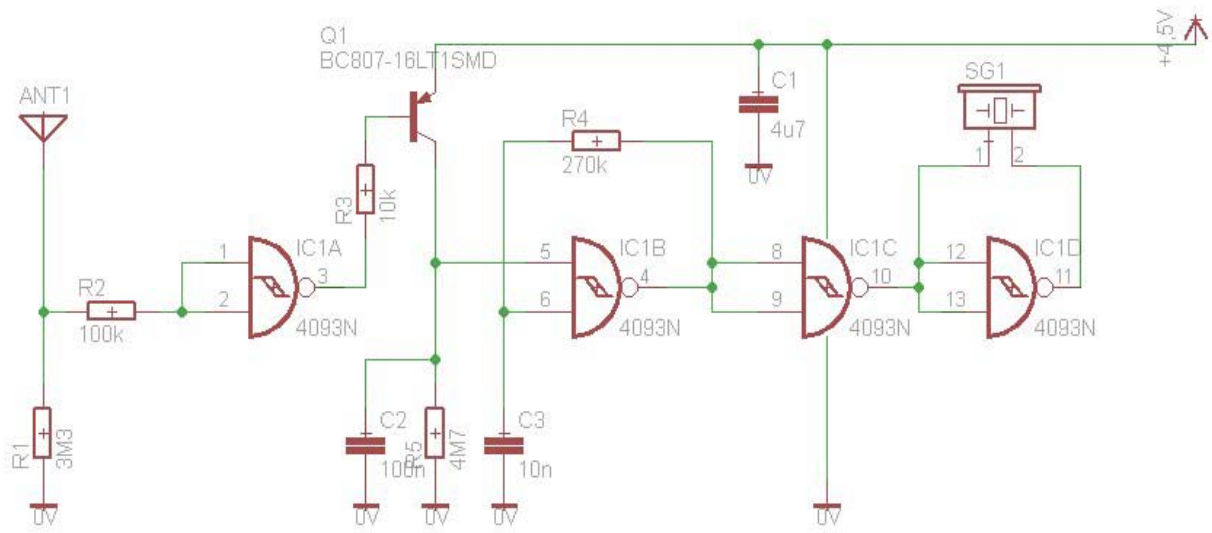 Q1
BC807-16LT1SMD
+4,5V
SG1
ANT1
C1
4u7
0V
R4
270k
1 2
R3
10k
1
2
IC1A
3
4093N
5
6
IC1B
4
4093N
8
9
IC1C
10
4093N
12
13
IC1D
11
4093N
R2
100k
R1
3M3
C2
100n
R5
4M7
C3
10n
0V
0V
0V
0V
0V